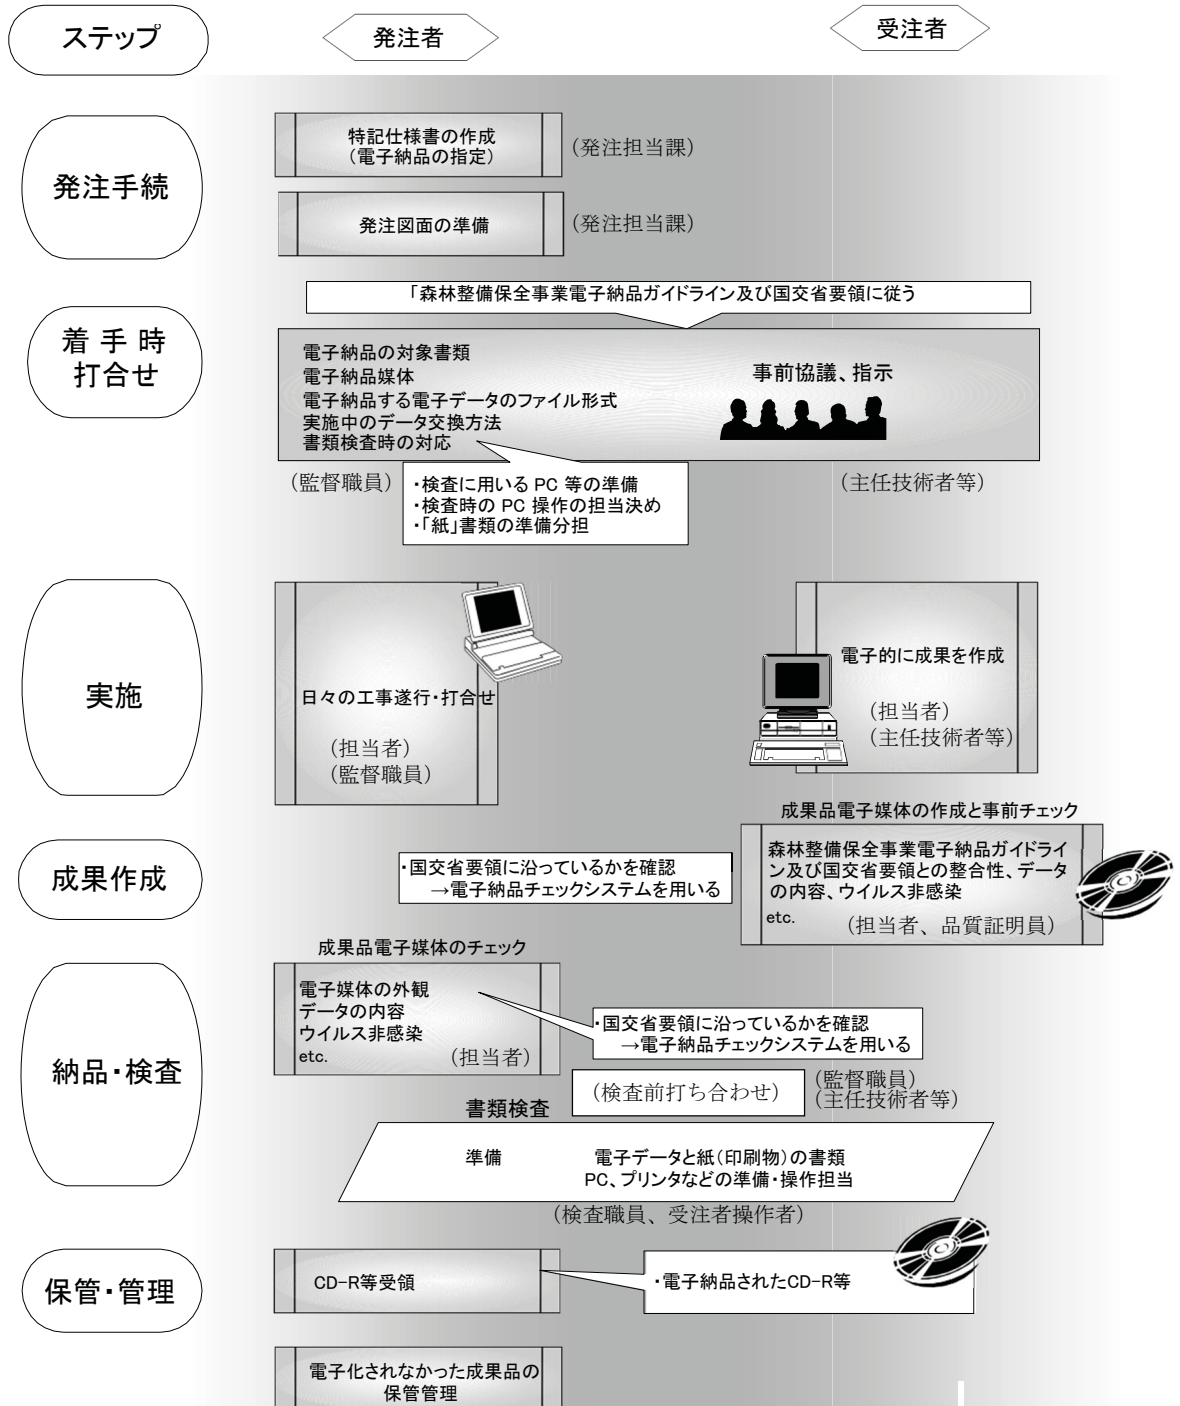 ステップ
発注者
受注者
発注手続
特記仕様書の作成
（電子納品の指定）
（発注担当課）
発注図面の準備
（発注担当課）
着 手 時
打合せ
「森林整備保全事業電子納品ガイドライン及び国交省要領に従う
電子納品の対象書類
電子納品媒体
電子納品する電子データのファイル形式
実施中のデータ交換方法
書類検査時の対応
事前協議、指示
（監督職員）
（主任技術者等）
・検査に用いる PC 等の準備
・検査時の PC 操作の担当決め
・「紙」書類の準備分担
実施
日々の工事遂行・打合せ
（担当者）
（監督職員）
電子的に成果を作成
（担当者）
（主任技術者等）
成果作成
成果品電子媒体の作成と事前チェック
森林整備保全事業電子納品ガイドライ
ン及び国交省要領との整合性、データ
の内容、ウイルス非感染
etc.
（担当者、品質証明員）
・国交省要領に沿っているかを確認
→電子納品チェックシステムを用いる
納品・検査
成果品電子媒体のチェック
電子媒体の外観
データの内容
ウイルス非感染
etc.
（担当者）
・国交省要領に沿っているかを確認
→電子納品チェックシステムを用いる
（検査前打ち合わせ）
（監督職員）
（主任技術者等）
書類検査
準備
電子データと紙（印刷物）の書類
PC、プリンタなどの準備・操作担当
（検査職員、受注者操作者）
保管・管理
CD-R等受領
・電子納品されたCD-R等
電子化されなかった成果品の
保管管理